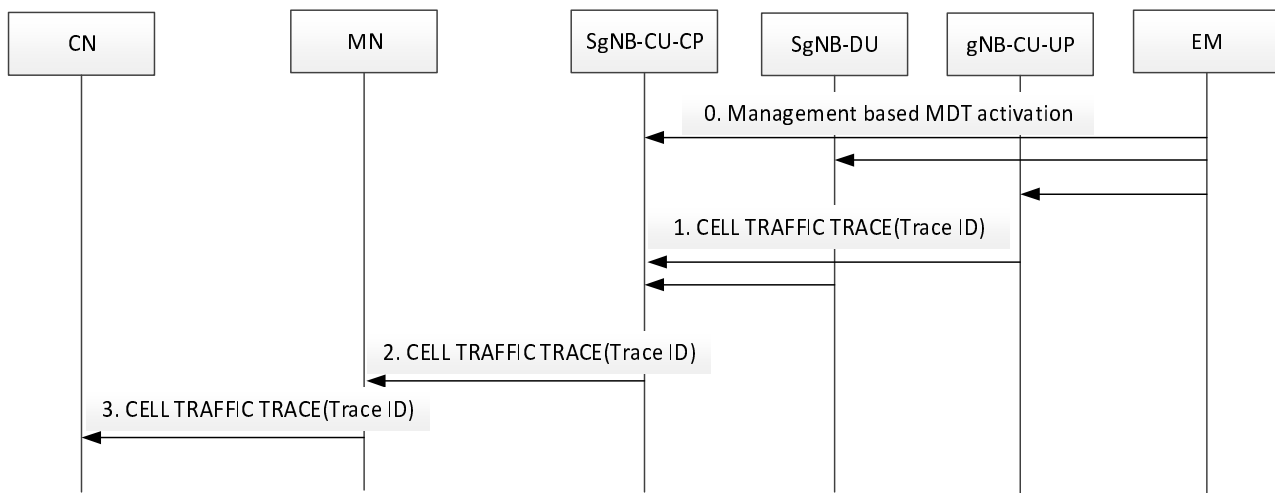 CN
MN
SgNB-CU-CP
SgNB-DU
gNB-CU-UP
EM
0. Management based MDT activation
1. CELL TRAFFIC TRACE(Trace ID)
2. CELL TRAFFIC TRACE(Trace ID)
3. CELL TRAFFIC TRACE(Trace ID)